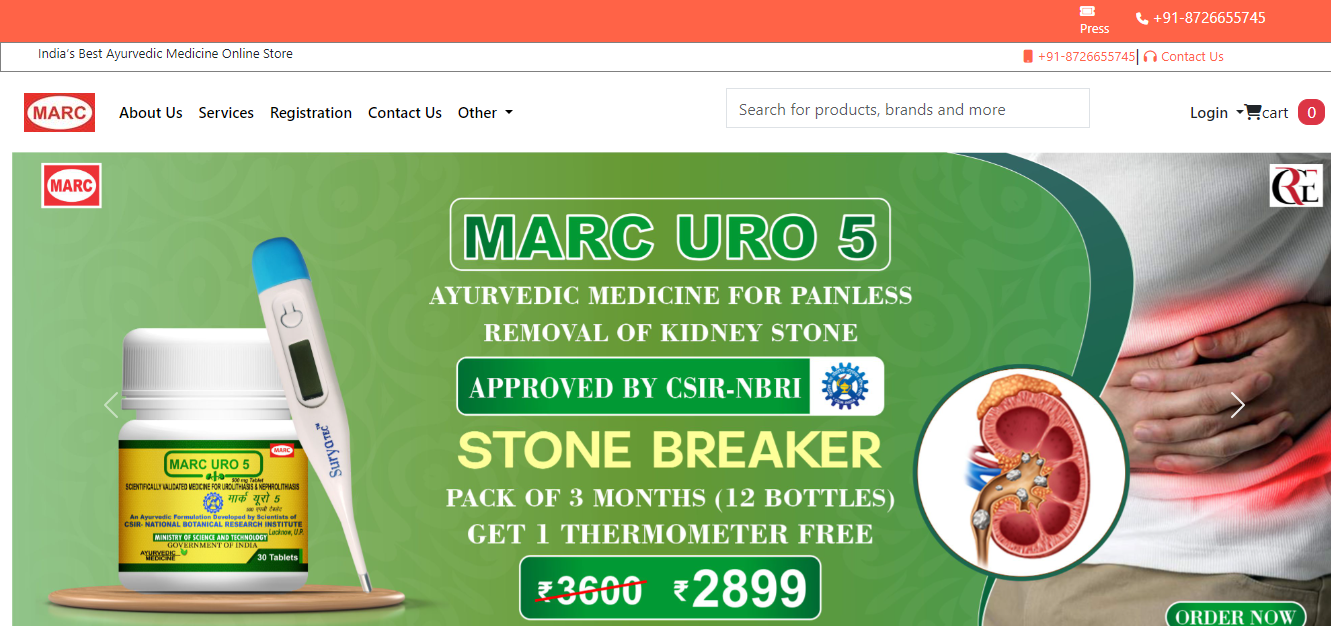 Press
+91-8726655745
India's Best Ayurvedic Medicine Online Store
+91-8726655745| Contact Us
MARC
About Us Services Registration Contact Us Other
Search for products, brands and more
Login cart 0
MARC
CRE
MARC URO 5
AYURVEDIC MEDICINE FOR PAINLESS
REMOVAL OF KIDNEY STONE
APPROVED BY CSIR-NBRI
STONE BREAKER
PACK OF 3 MONTHS (12 BOTTLES)
GET 1 THERMOMETER FREE
₹3600 ₹2899
SuryaTEC™
MARC
MARC URO 5
500 mg Tablet
SCIENTIFICALLY VALIDATED MEDICINE FOR UROLITHIASIS & NEPHROLITHIASIS
मार्क यूरो 5
An Ayurvedic Formulation Developed by Scientists of
CSIR- NATIONAL BOTANICAL RESEARCH INSTITUTE
Lucknow, U.P.
MINISTRY OF SCIENCE AND TECHNOLOGY
GOVERNMENT OF INDIA
AYURVEDIC
MEDICINE
30 Tablets
ORDER NOW